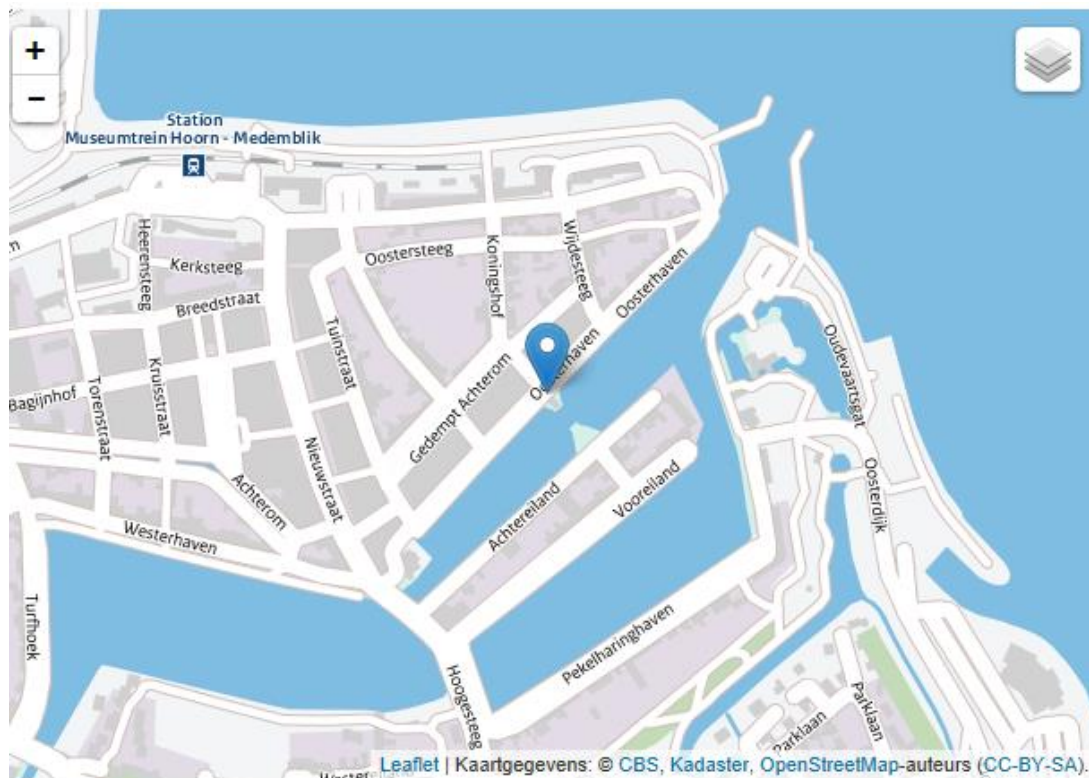 +
−
Station
Museumtrein Hoorn - Medemblik
Heerensteeg
Kerksteeg
Breedstraat
Oostersteeg
Koningshof
Wijdesteeg
Oosterhaven
Oudevaartsgat
Tuinstraat
Gedempt Achterom
Bagijnhof
Torenstraat
Kruisstraat
Nieuwstraat
Achterom
Westerhaven
Achtereiland
Vooreiland
Oosterdijk
Turfhoek
Pekelharinghaven
Hoogesteeg
Parklaan
Parklaan
Leaflet | Kaartgegevens: © CBS, Kadaster, OpenStreetMap-auteurs (CC-BY-SA)